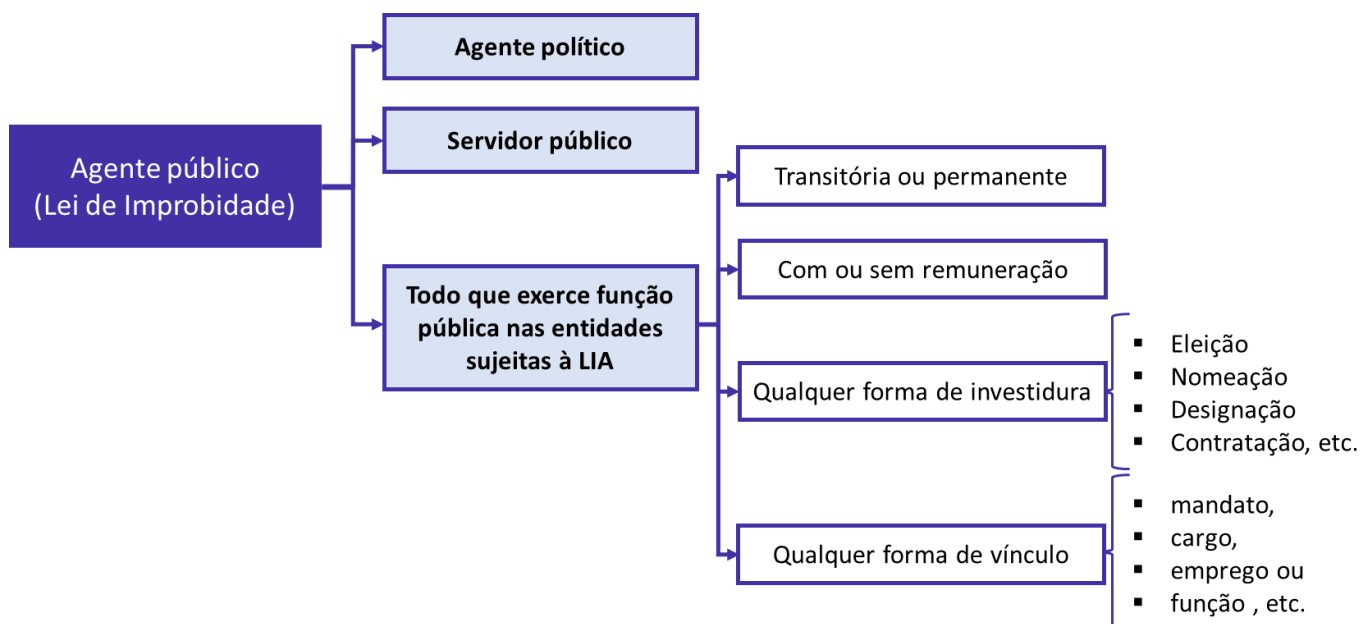 Agente público
(Lei de Improbidade)
Agente político
Servidor público
Todo que exerce função
pública nas entidades
sujeitas à LIA
Transitória ou permanente
Com ou sem remuneração
Qualquer forma de investidura
▪ Eleição
▪ Nomeação
▪ Designação
▪ Contratação, etc.
Qualquer forma de vínculo
▪ mandato,
▪ cargo,
▪ emprego ou
▪ função , etc.